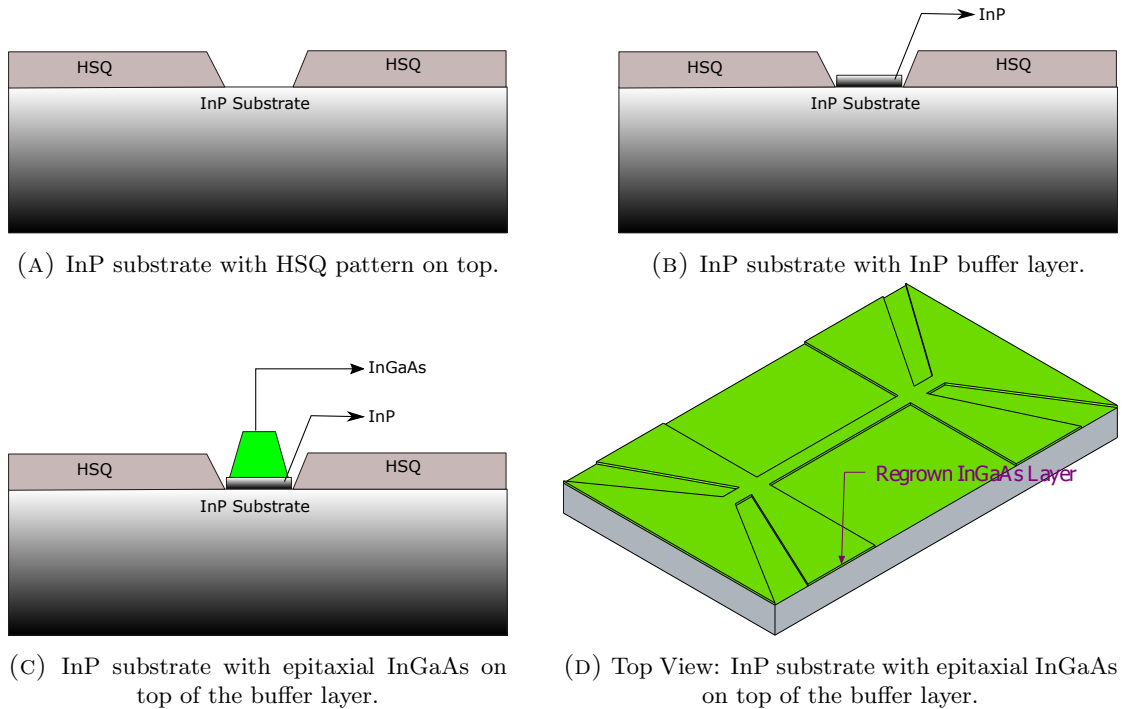 HSQ
HSQ
InP Substrate
(A) InP substrate with HSQ pattern on top.
InP
HSQ
HSQ
InP Substrate
(B) InP substrate with InP buffer layer.
InGaAs
InP
HSQ
HSQ
InP Substrate
(C) InP substrate with epitaxial InGaAs on
top of the buffer layer.
Regrown InGaAs Layer
(D) Top View: InP substrate with epitaxial InGaAs
on top of the buffer layer.